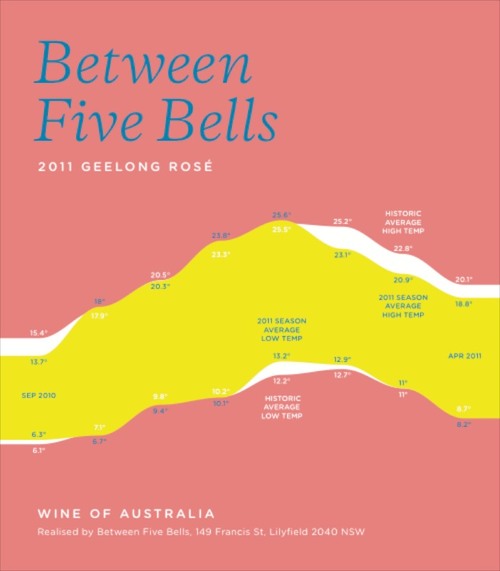 Between
Five Bells
2011 GEELONG ROSÉ
25.6°
25.5°
25.2°
HISTORIC
AVERAGE
HIGH TEMP
23.8°
23.3°
23.1°
22.8°
20.5°
20.3°
20.9°
20.1°
18°
17.9°
2011 SEASON
AVERAGE
HIGH TEMP
18.8°
15.4°
13.7°
2011 SEASON
AVERAGE
LOW TEMP
13.2°
12.2°
12.9°
12.7°
APR 2011
SEP 2010
HISTORIC
AVERAGE
LOW TEMP
11°
11°
10.2°
10.1°
9.8°
9.4°
8.7°
8.2°
7.1°
6.7°
6.3°
6.1°
WINE OF AUSTRALIA
Realised by Between Five Bells, 149 Francis St, Lilyfield 2040 NSW